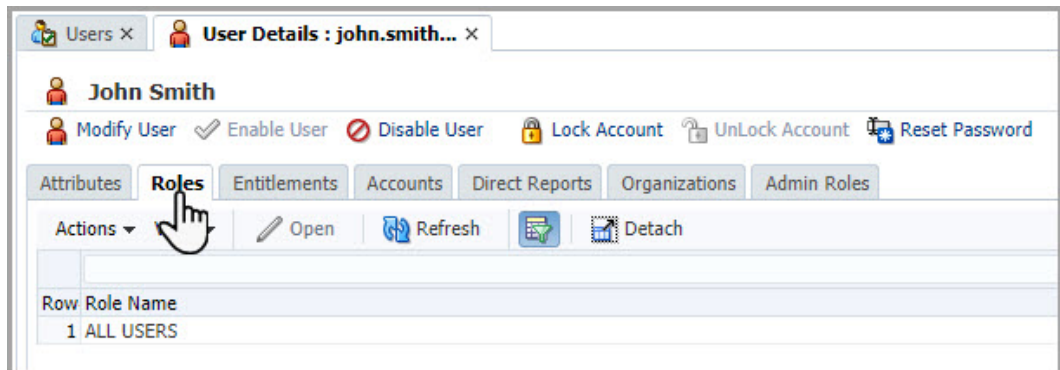 Users × User Details : john.smith... ×
John Smith
Modify User Enable User Disable User Lock Account UnLock Account Reset Password
Attributes Roles Entitlements Accounts Direct Reports Organizations Admin Roles
Actions Open Refresh Detach
Row Role Name
1 ALL USERS